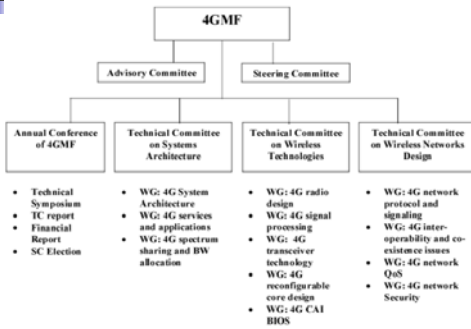 4GMF
Advisory Committee
Steering Committee
Annual Conference
of 4GMF
• Technical
Symposium
• TC report
• Financial
Report
• SC Election
Technical Committee
on Systems
Architecture
• WG: 4G System
Architecture
• WG: 4G services
and applications
• WG: 4G spectrum
sharing and BW
allocation
Technical Committee
on Wireless
Technologies
• WG: 4G radio
design
• WG: 4G signal
processing
• WG: 4G
transceiver
technology
• WG: 4G
reconfigurable
core design
• WG: 4G CAI
BIOS
Technical Committee
on Wireless Networks
Design
• WG: 4G network
protocol and
signaling
• WG: 4G inter-
operability and co-
existence issues
• WG: 4G network
QoS
• WG: 4G network
Security